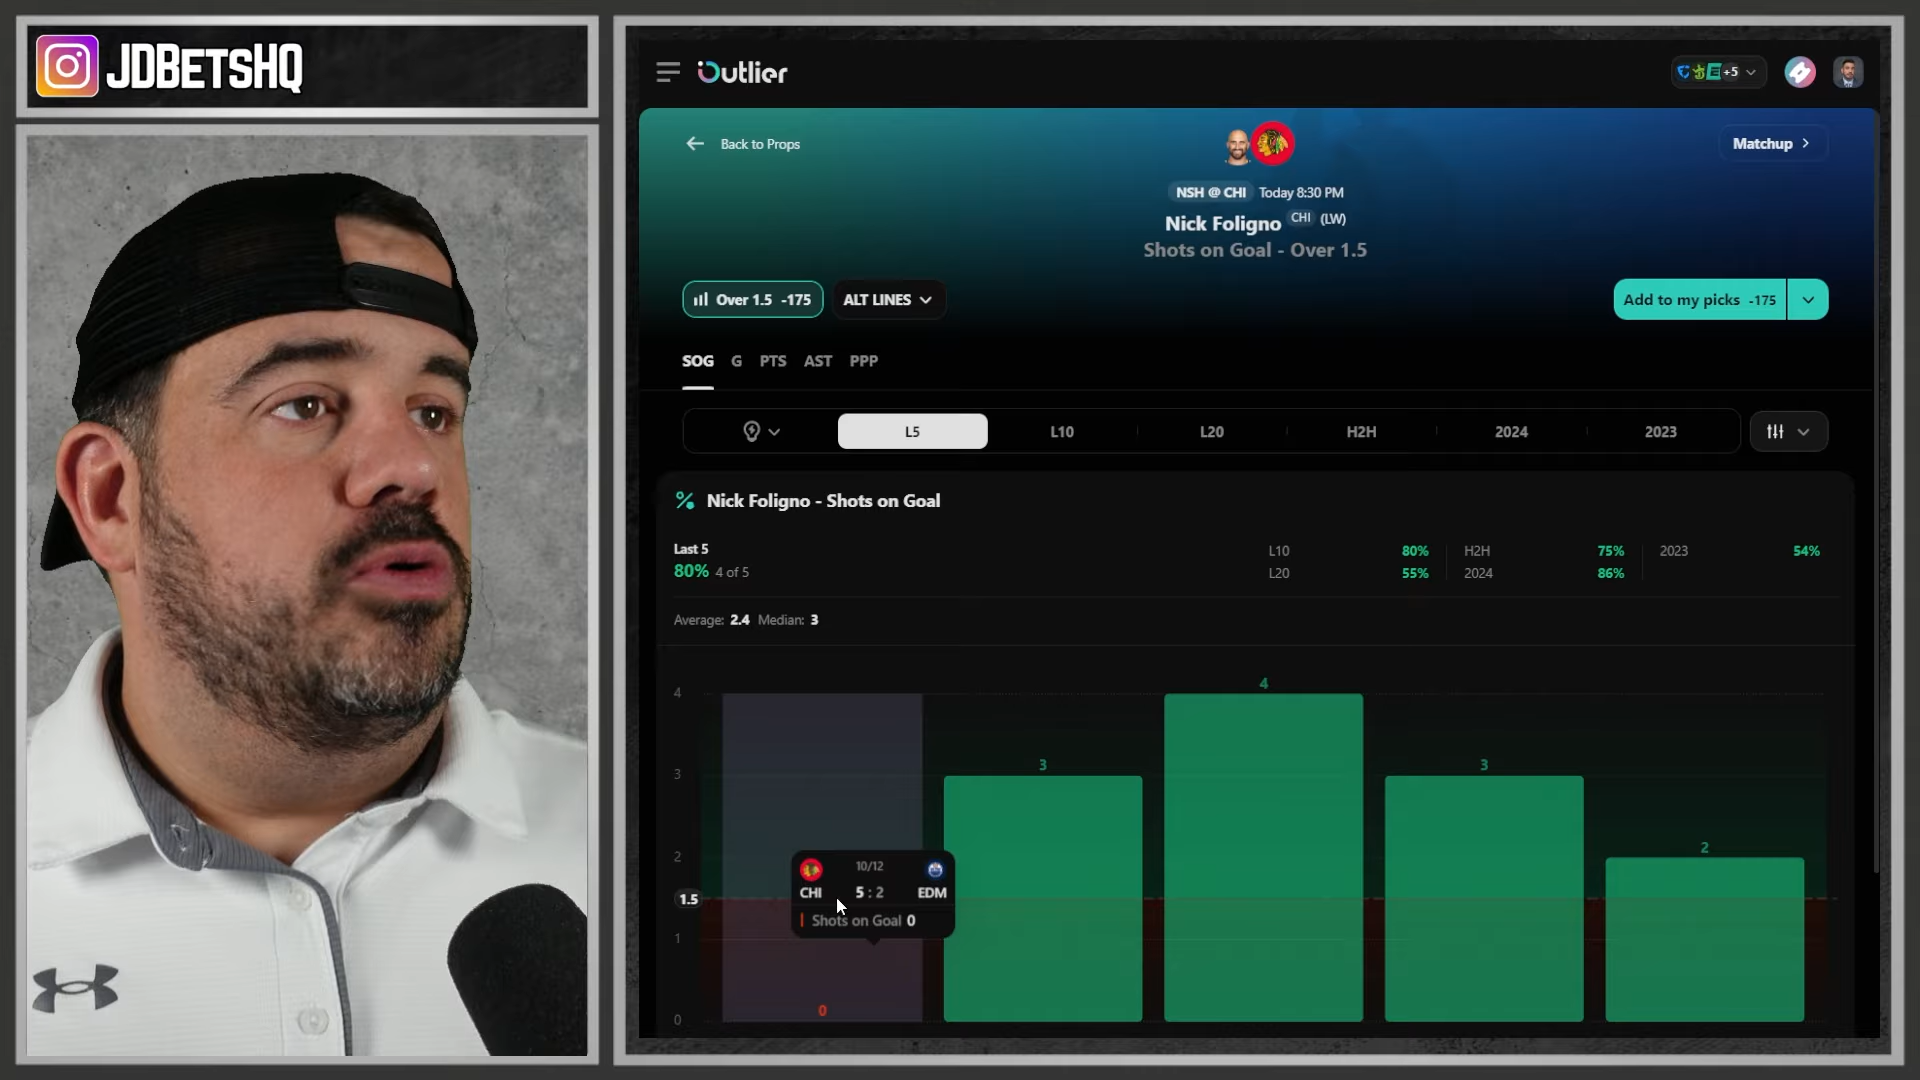 JDBETSHQ
Outlier
+5
Back to Props
Matchup
NSH @ CHI Today 8:30 PM
Nick Foligno CHI (LW)
Shots on Goal - Over 1.5
Over 1.5 -175
ALT LINES
Add to my picks -175
SOG G PTS AST PPP
L5 L10 L20 H2H 2024 2023
Nick Foligno - Shots on Goal
Last 5
80% 4 of 5
L10 80% H2H 75% 2023 54%
L20 55% 2024 86%
Average: 2.4 Median: 3
4
4
3
3
3
2
2
1.5
1
0
10/12
CHI 5 : 2 EDM
Shots on Goal 0
0